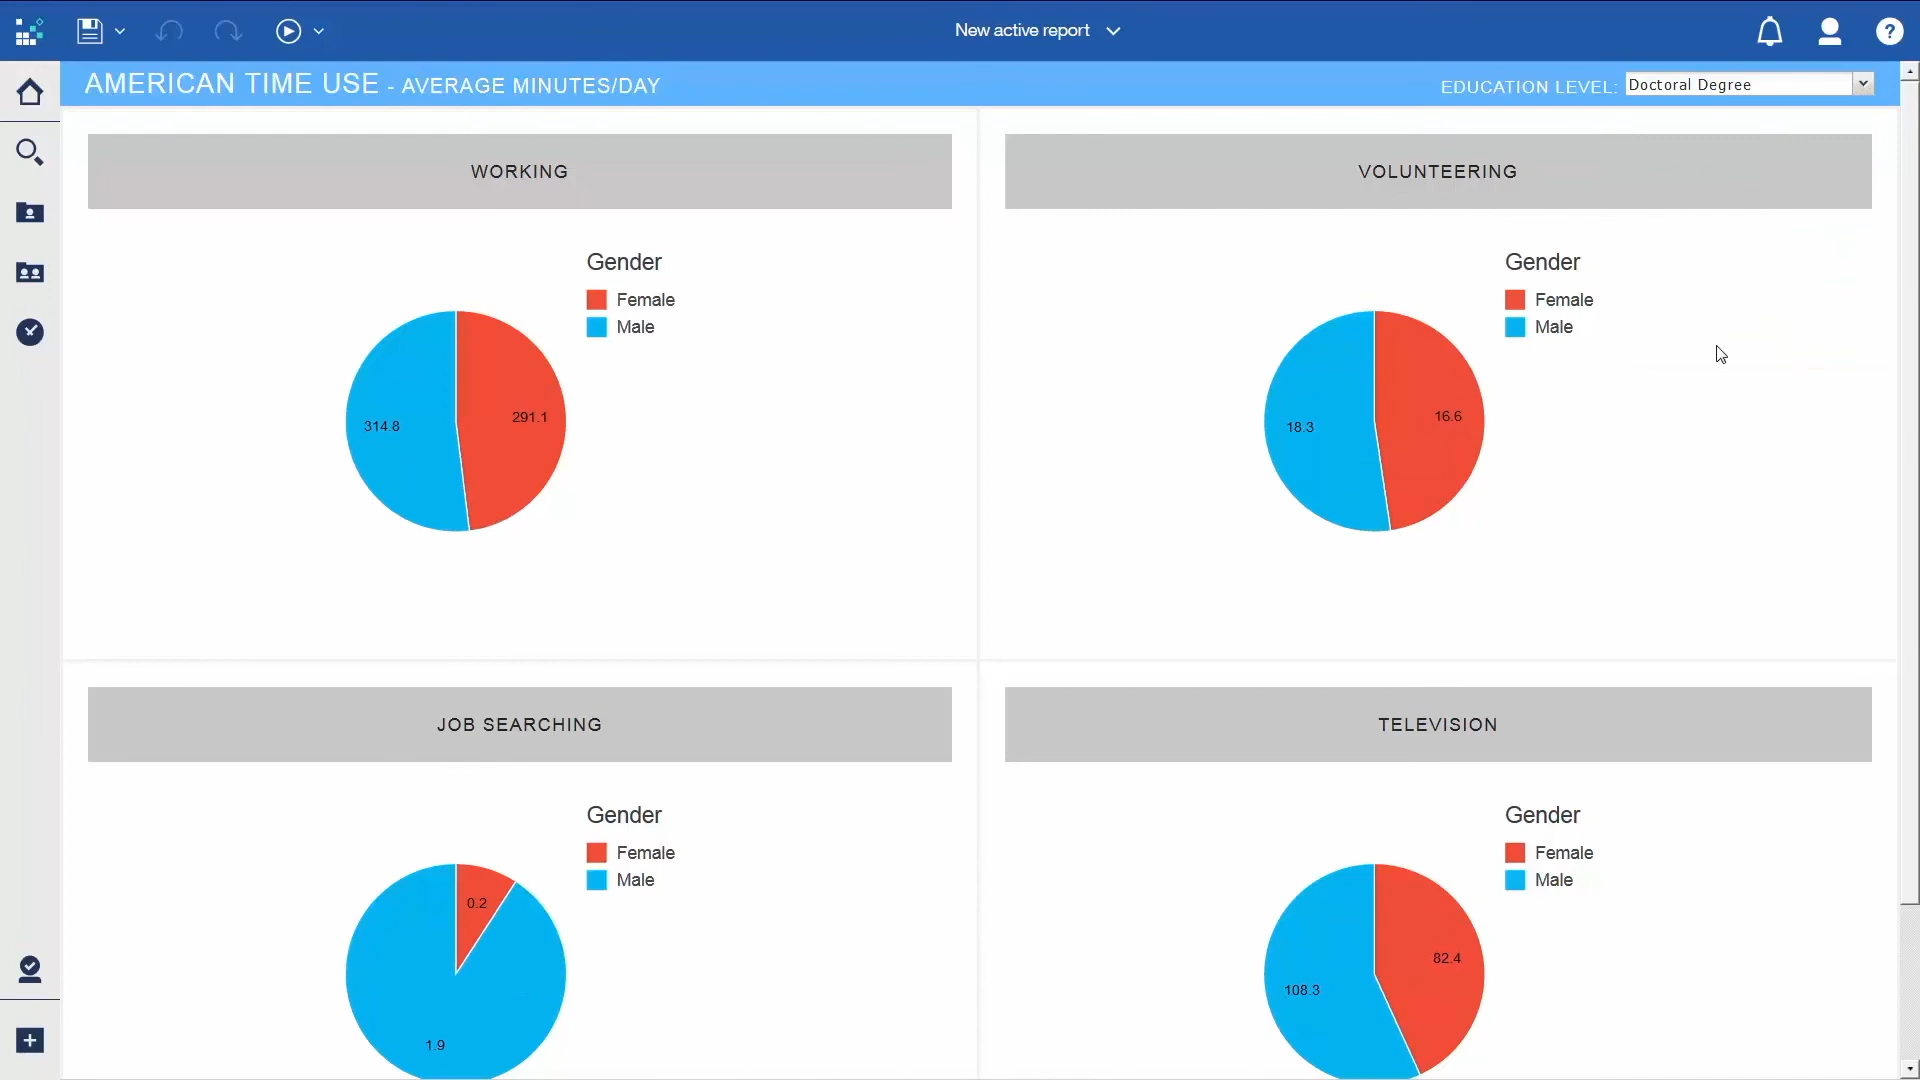 New active report
AMERICAN TIME USE - AVERAGE MINUTES/DAY
EDUCATION LEVEL: Doctoral Degree
WORKING
Gender
Female
Male
314.8
291.1
VOLUNTEERING
Gender
Female
Male
18.3
16.6
JOB SEARCHING
Gender
Female
Male
0.2
1.9
TELEVISION
Gender
Female
Male
82.4
108.3